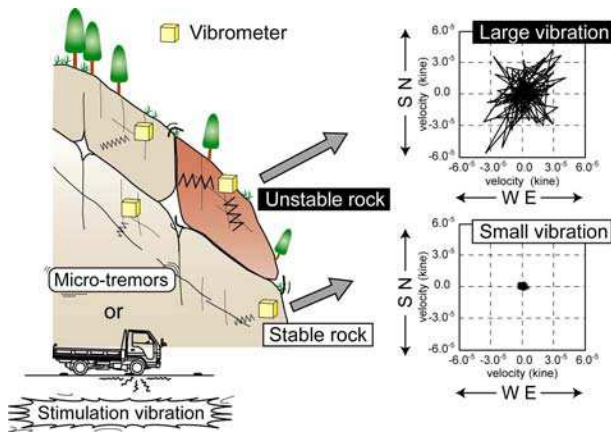 Vibrometer
Unstable rock
Micro-tremors
or
Stable rock
Stimulation vibration
Large vibration
6.0⁻⁵
3.0⁻⁵
0.0
-3.0⁻⁵
-6.0⁻⁵
S N
velocity (kine)
-6.0⁻⁵ -3.0⁻⁵ 0.0 3.0⁻⁵ 6.0⁻⁵
velocity (kine)
W E
Small vibration
6.0⁻⁵
3.0⁻⁵
0.0
-3.0⁻⁵
-6.0⁻⁵
S N
velocity (kine)
-6.0⁻⁵ -3.0⁻⁵ 0.0 3.0⁻⁵ 6.0⁻⁵
velocity (kine)
W E